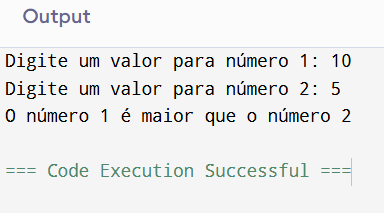 Output
Digite um valor para número 1: 10
Digite um valor para número 2: 5
O número 1 é maior que o número 2
=== Code Execution Successful ===